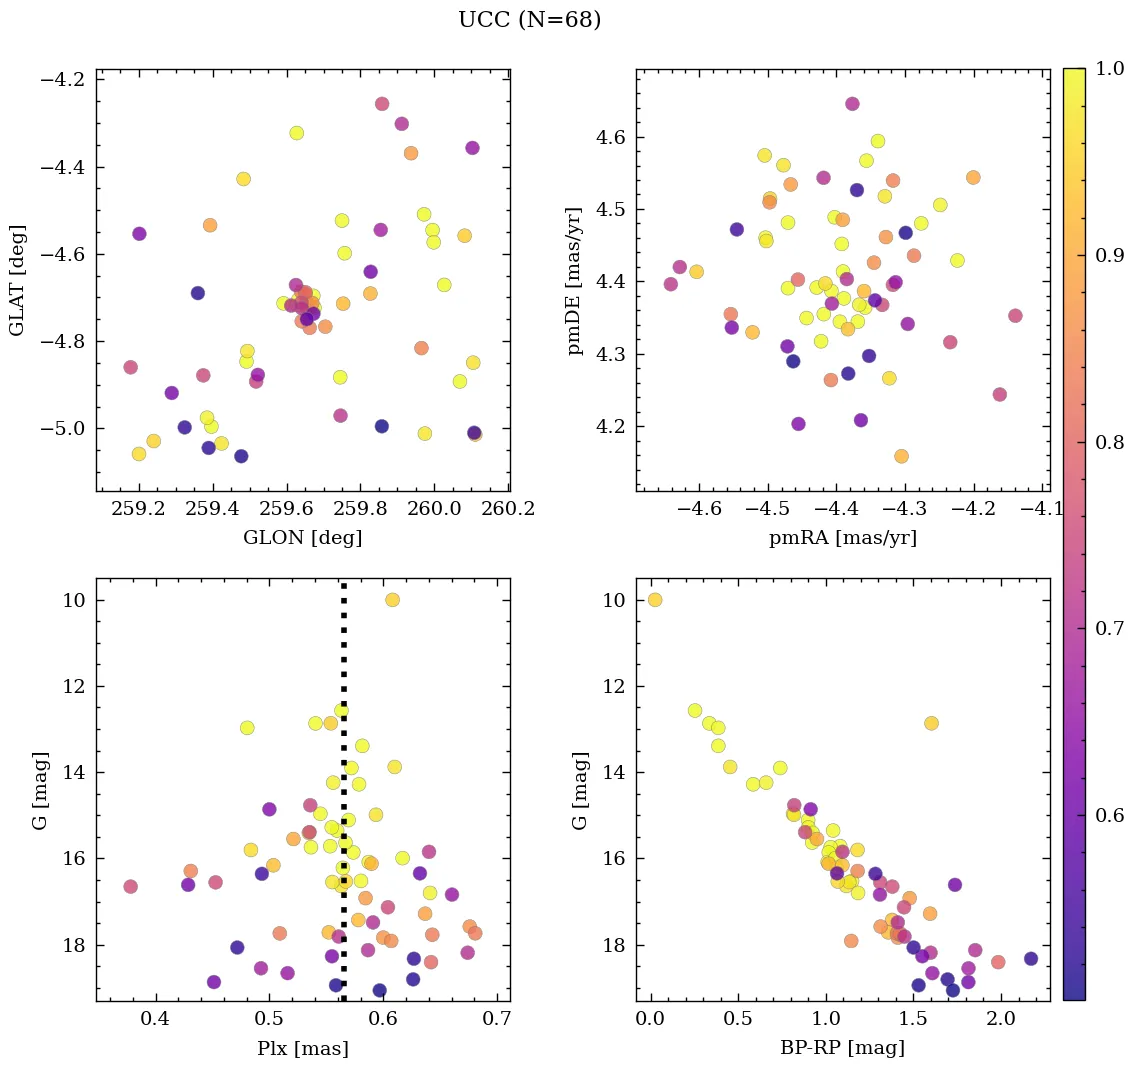 UCC (N=68)
−4.2
−4.4
−4.6
−4.8
−5.0
GLAT [deg]
259.2 259.4 259.6 259.8 260.0 260.2
GLON [deg]
4.6
4.5
4.4
4.3
4.2
pmDE [mas/yr]
−4.6 −4.5 −4.4 −4.3 −4.2 −4.1
pmRA [mas/yr]
10
12
14
16
18
G [mag]
0.4 0.5 0.6 0.7
Plx [mas]
10
12
14
16
18
G [mag]
0.0 0.5 1.0 1.5 2.0
BP-RP [mag]
1.0
0.9
0.8
0.7
0.6